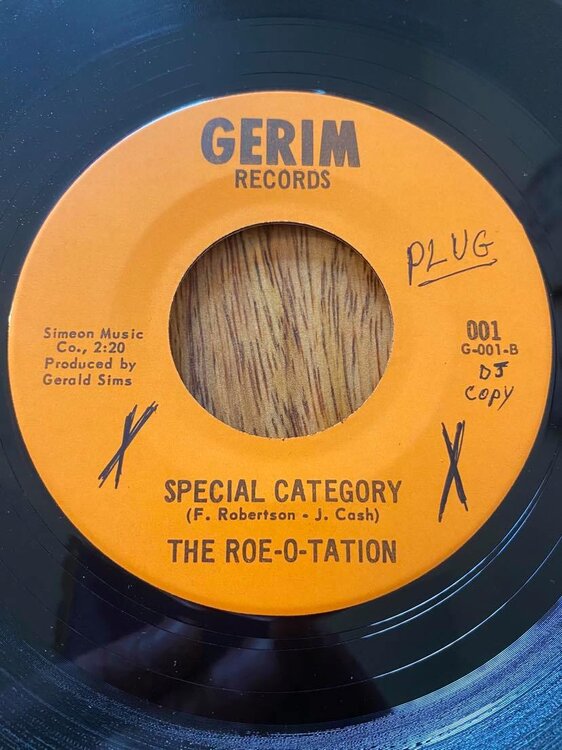 GERIM
RECORDS
PLUG
Simeon Music
Co., 2:20
Produced by
Gerald Sims
001
G-001-B
DJ
Copy
X
X
SPECIAL CATEGORY
(F. Robertson - J. Cash)
THE ROE-O-TATION